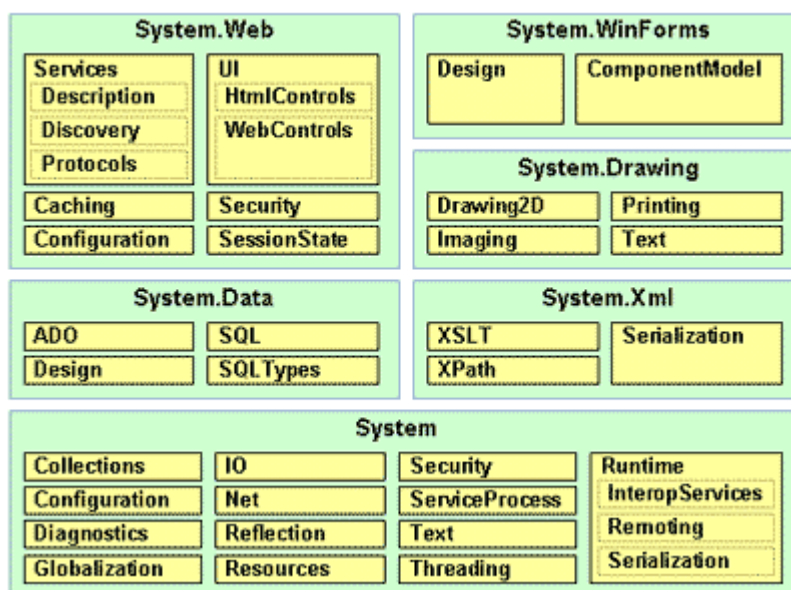 System.Web
Services
Description
Discovery
Protocols
UI
HtmlControls
WebControls
Caching
Security
Configuration
SessionState
System.WinForms
Design
ComponentModel
System.Drawing
Drawing2D
Printing
Imaging
Text
System.Data
ADO
SQL
Design
SQLTypes
System.Xml
XSLT
Serialization
XPath
System
Collections
Configuration
Diagnostics
Globalization
IO
Net
Reflection
Resources
Security
ServiceProcess
Text
Threading
Runtime
InteropServices
Remoting
Serialization